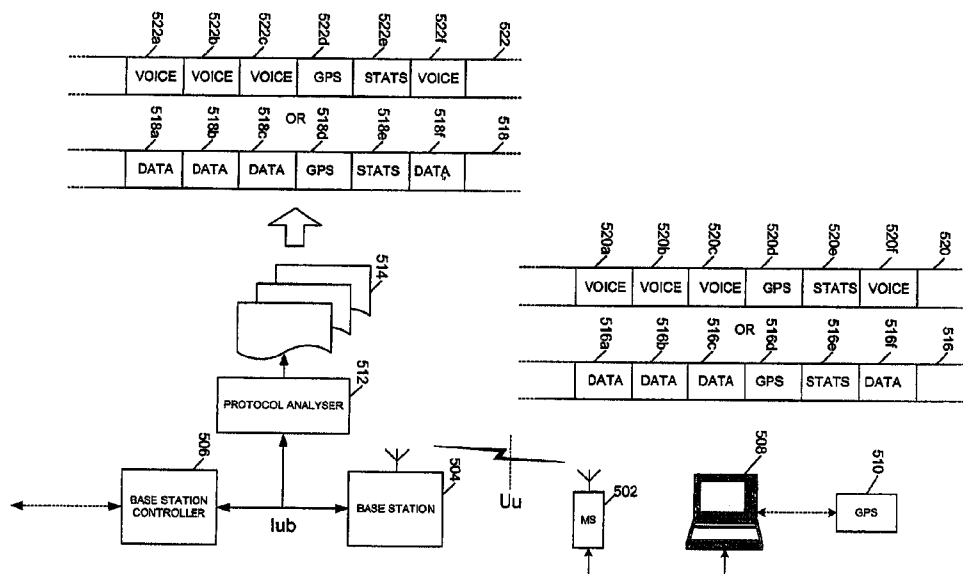 522a 522b 522c 522d 522e 522f 522
VOICE VOICE VOICE GPS STATS VOICE
OR
518a 518b 518c 518d 518e 518f 518
DATA DATA DATA GPS STATS DATA
520a 520b 520c 520d 520e 520f 520
VOICE VOICE VOICE GPS STATS VOICE
OR
516a 516b 516c 516d 516e 516f 516
DATA DATA DATA GPS STATS DATA
514
512
PROTOCOL ANALYSER
506
BASE STATION
CONTROLLER
Iub
504
BASE STATION
Uu
502
MS
508
510
GPS